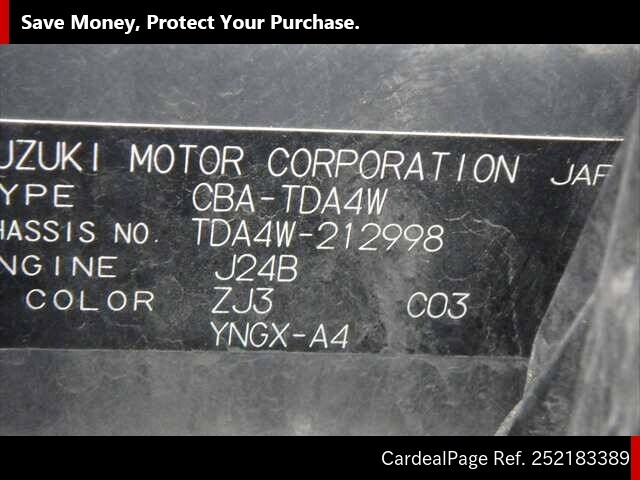 Save Money, Protect Your Purchase.
UZUKI MOTOR CORPORATION JAP
YPE CBA-TDA4W
HASSIS NO. TDA4W-212998
NGINE J24B
COLOR ZJ3 C03
YNGX-A4
CardealPage Ref. 252183389